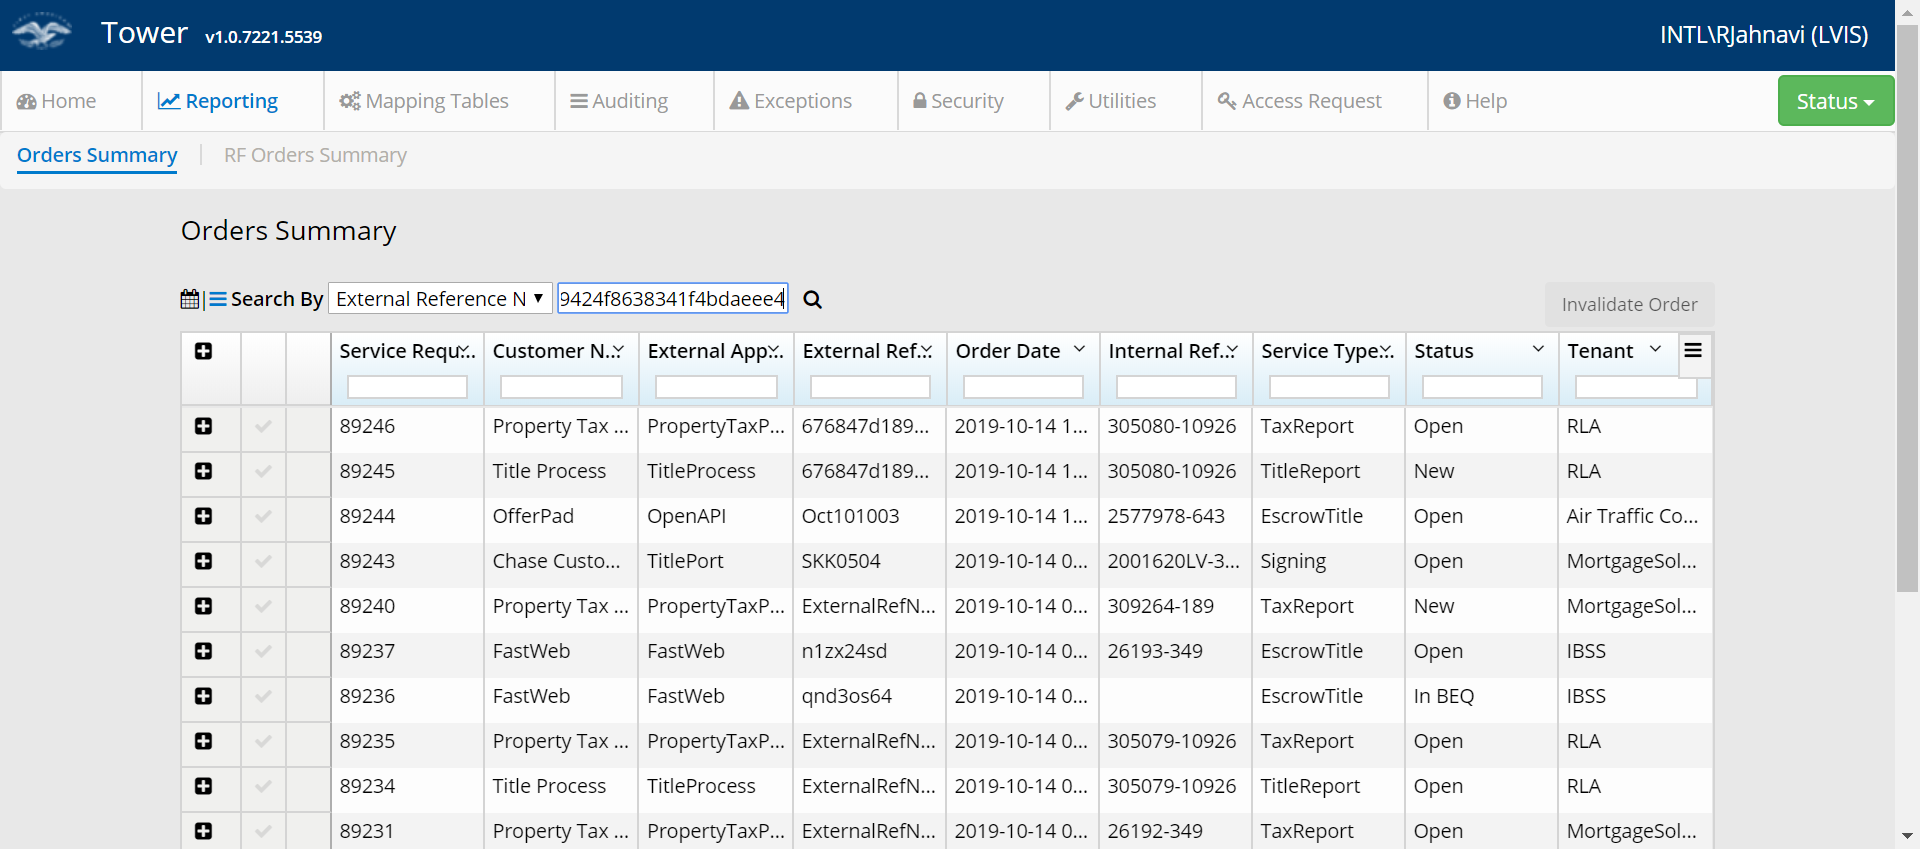 Tower v1.0.7221.5539 INTL\RJahnavi (LVIS)
Home Reporting Mapping Tables Auditing Exceptions Security Utilities Access Request Help Status
Orders Summary | RF Orders Summary
Orders Summary
Search By External Reference N 9424f8638341f4bdaeee4 Invalidate Order
Service Requ... Customer N... External App... External Ref... Order Date Internal Ref... Service Type... Status Tenant
89246 Property Tax ... PropertyTaxP... 676847d189... 2019-10-14 1... 305080-10926 TaxReport Open RLA
89245 Title Process TitleProcess 676847d189... 2019-10-14 1... 305080-10926 TitleReport New RLA
89244 OfferPad OpenAPI Oct101003 2019-10-14 1... 2577978-643 EscrowTitle Open Air Traffic Co...
89243 Chase Custo... TitlePort SKK0504 2019-10-14 0... 2001620LV-3... Signing Open MortgageSol...
89240 Property Tax ... PropertyTaxP... ExternalRefN... 2019-10-14 0... 309264-189 TaxReport New MortgageSol...
89237 FastWeb FastWeb n1zx24sd 2019-10-14 0... 26193-349 EscrowTitle Open IBSS
89236 FastWeb FastWeb qnd3os64 2019-10-14 0... EscrowTitle In BEQ IBSS
89235 Property Tax ... PropertyTaxP... ExternalRefN... 2019-10-14 0... 305079-10926 TaxReport Open RLA
89234 Title Process TitleProcess ExternalRefN... 2019-10-14 0... 305079-10926 TitleReport Open RLA
89231 Property Tax ... PropertyTaxP... ExternalRefN... 2019-10-14 0... 26192-349 TaxReport Open MortgageSol...